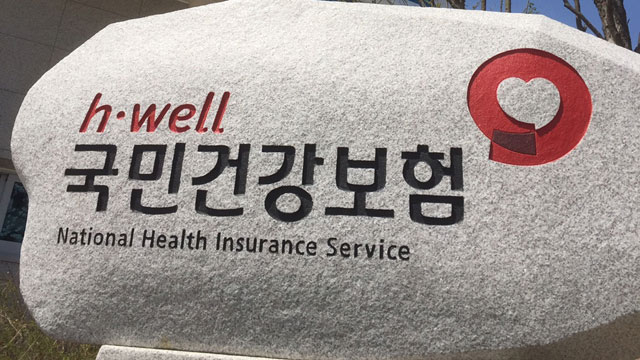 h·well
국민건강보험
National Health Insurance Service